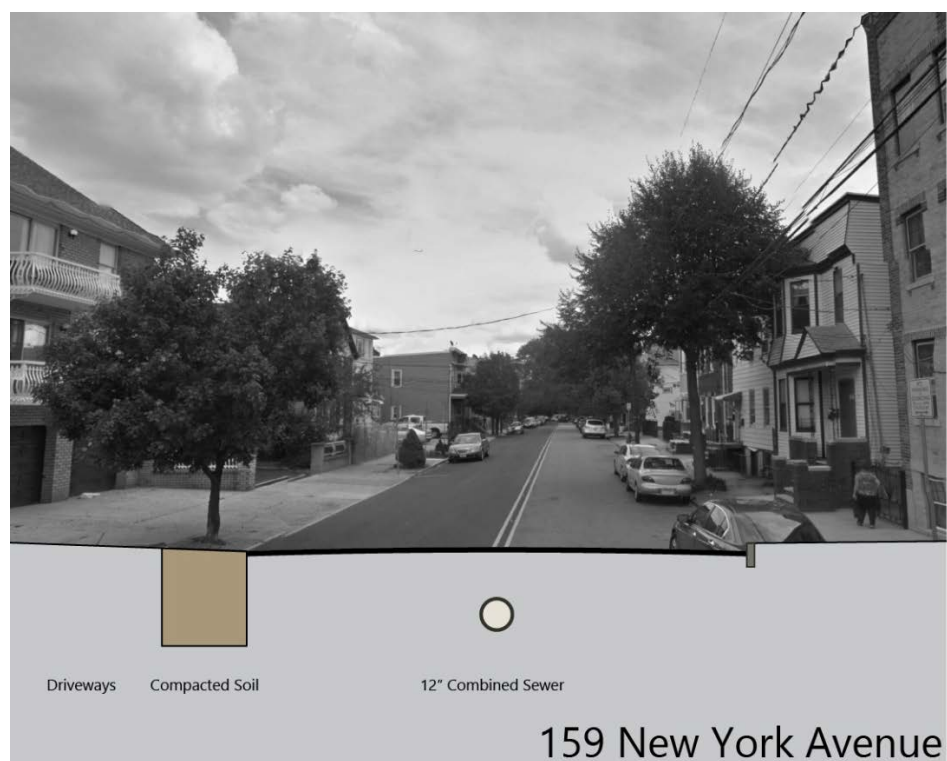 Driveways
Compacted Soil
12” Combined Sewer
159 New York Avenue